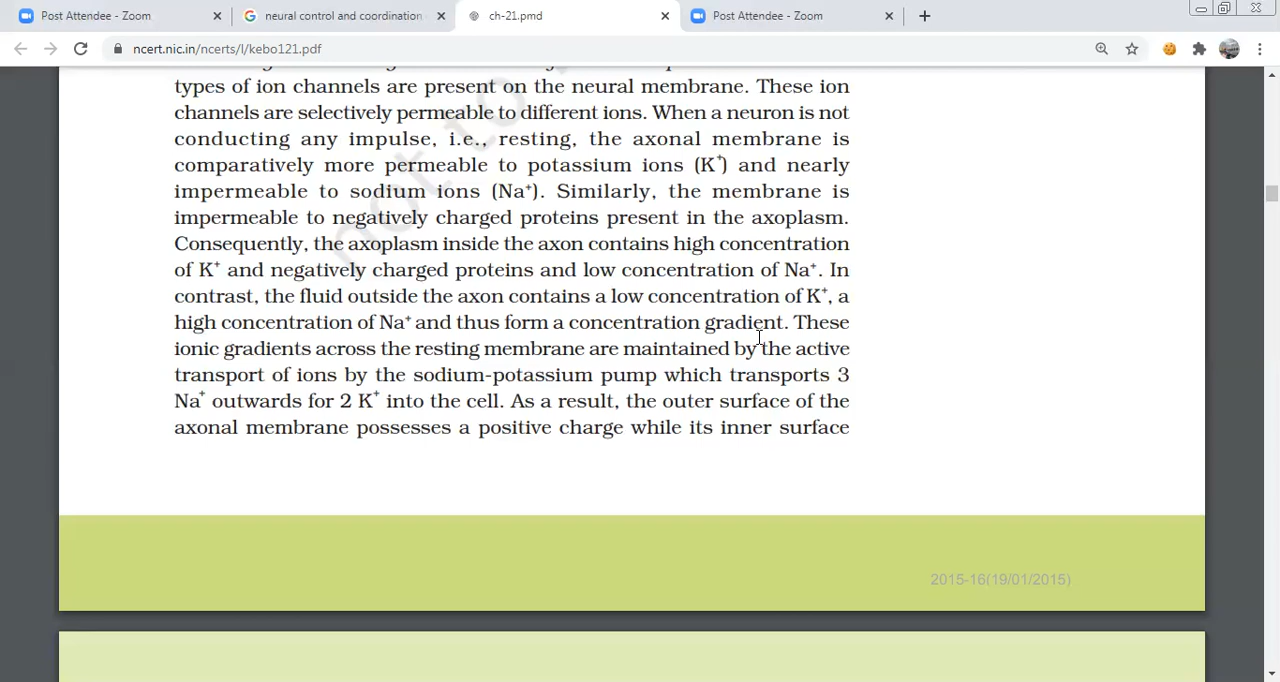 Post Attendee - Zoom
neural control and coordination
ch-21.pmd
Post Attendee - Zoom
ncert.nic.in/ncerts/l/kebo121.pdf
types of ion channels are present on the neural membrane. These ion
channels are selectively permeable to different ions. When a neuron is not
conducting any impulse, i.e., resting, the axonal membrane is
comparatively more permeable to potassium ions (K+) and nearly
impermeable to sodium ions (Na+). Similarly, the membrane is
impermeable to negatively charged proteins present in the axoplasm.
Consequently, the axoplasm inside the axon contains high concentration
of K+ and negatively charged proteins and low concentration of Na+. In
contrast, the fluid outside the axon contains a low concentration of K+, a
high concentration of Na+ and thus form a concentration gradient. These
ionic gradients across the resting membrane are maintained by the active
transport of ions by the sodium-potassium pump which transports 3
Na+ outwards for 2 K+ into the cell. As a result, the outer surface of the
axonal membrane possesses a positive charge while its inner surface
not to
2015-16(19/01/2015)